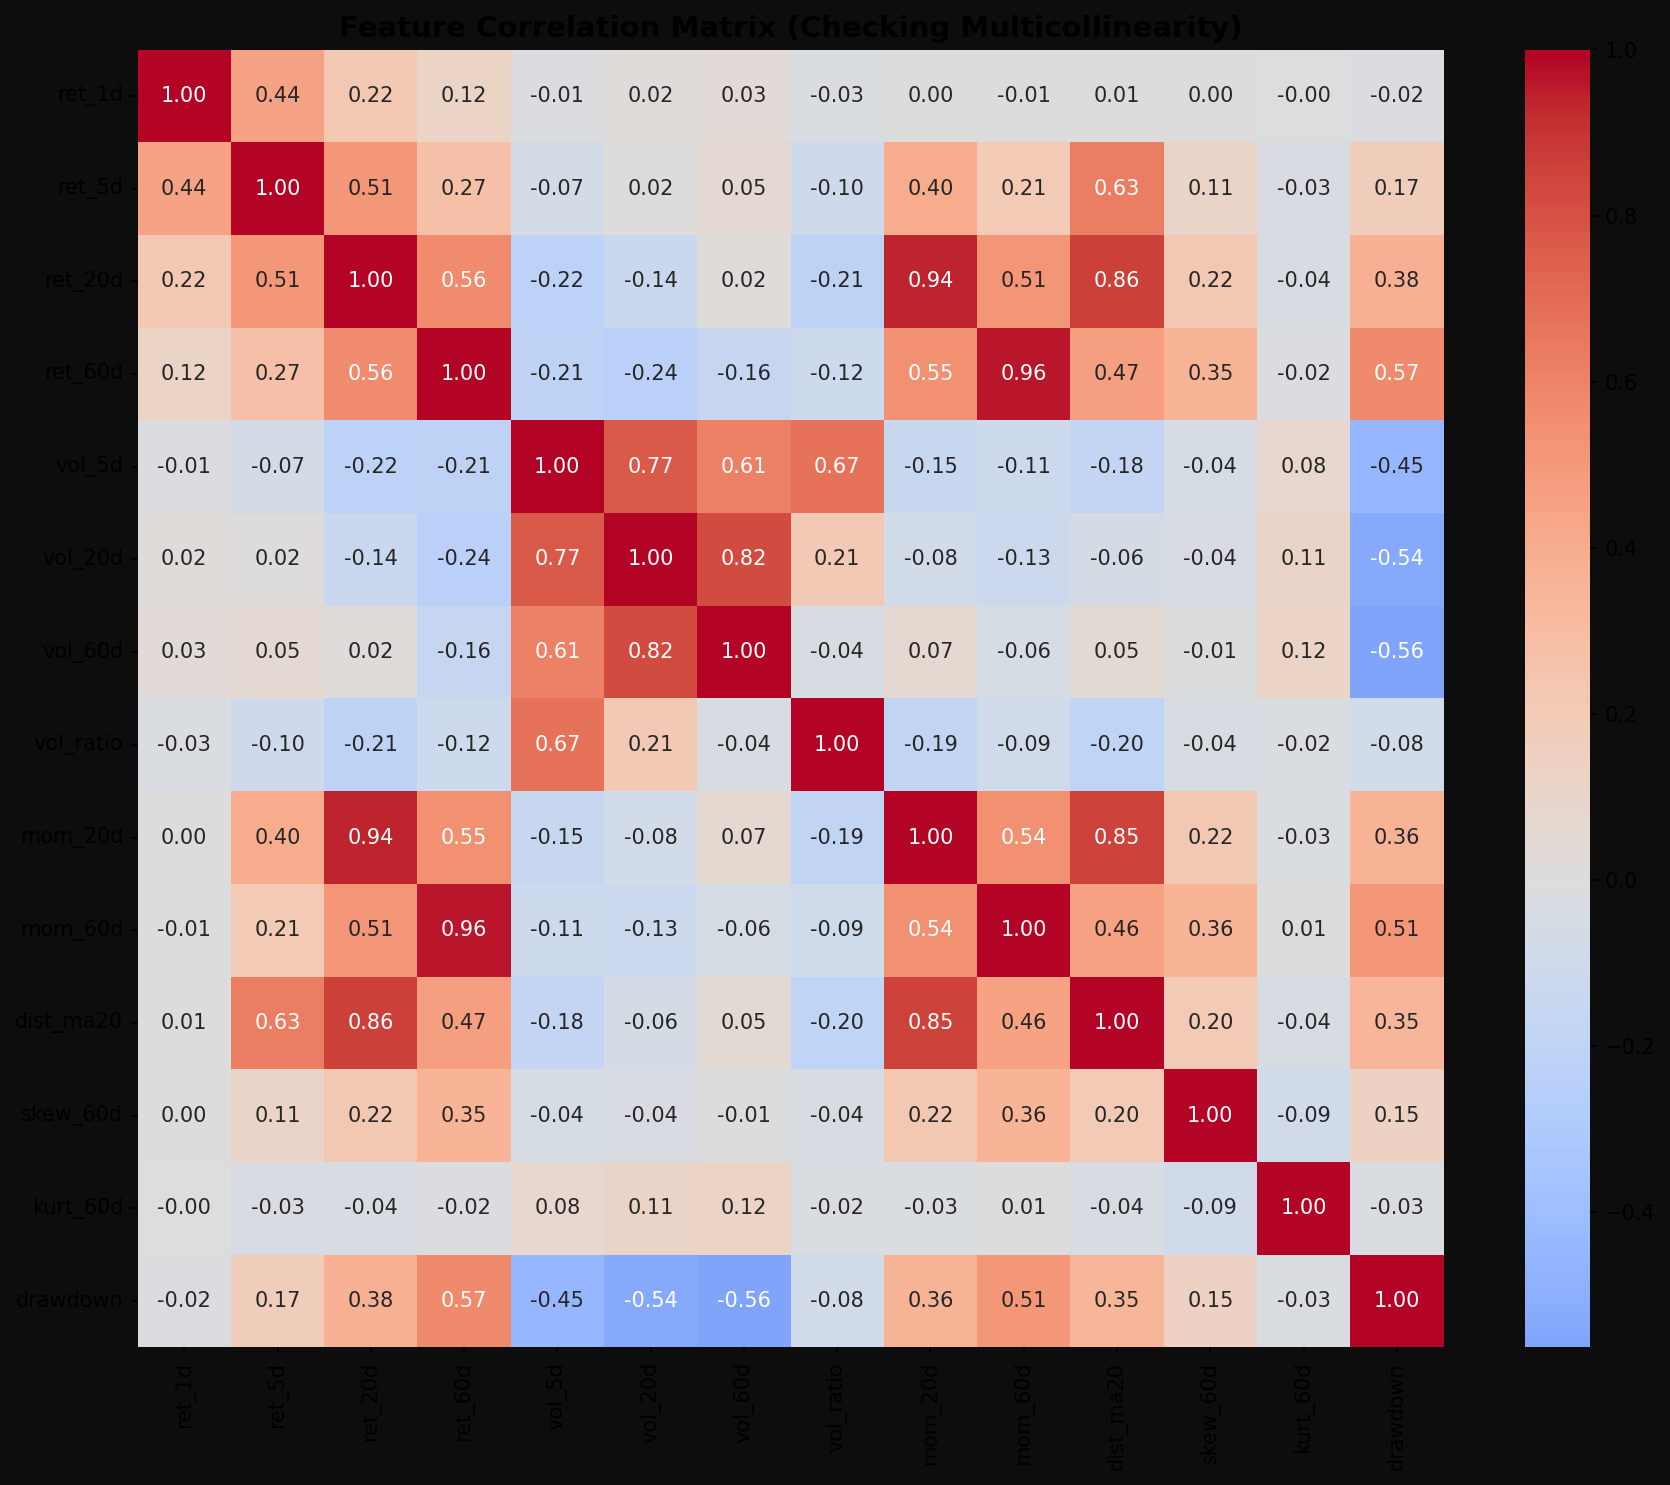 Feature Correlation Matrix (Checking Multicollinearity)
ret_1d 1.00 0.44 0.22 0.12 -0.01 0.02 0.03 -0.03 0.00 -0.01 0.01 0.00 -0.00 -0.02
ret_5d 0.44 1.00 0.51 0.27 -0.07 0.02 0.05 -0.10 0.40 0.21 0.63 0.11 -0.03 0.17
ret_20d 0.22 0.51 1.00 0.56 -0.22 -0.14 0.02 -0.21 0.94 0.51 0.86 0.22 -0.04 0.38
ret_60d 0.12 0.27 0.56 1.00 -0.21 -0.24 -0.16 -0.12 0.55 0.96 0.47 0.35 -0.02 0.57
vol_5d -0.01 -0.07 -0.22 -0.21 1.00 0.77 0.61 0.67 -0.15 -0.11 -0.18 -0.04 0.08 -0.45
vol_20d 0.02 0.02 -0.14 -0.24 0.77 1.00 0.82 0.21 -0.08 -0.13 -0.06 -0.04 0.11 -0.54
vol_60d 0.03 0.05 0.02 -0.16 0.61 0.82 1.00 -0.04 0.07 -0.06 0.05 -0.01 0.12 -0.56
vol_ratio -0.03 -0.10 -0.21 -0.12 0.67 0.21 -0.04 1.00 -0.19 -0.09 -0.20 -0.04 -0.02 -0.08
mom_20d 0.00 0.40 0.94 0.55 -0.15 -0.08 0.07 -0.19 1.00 0.54 0.85 0.22 -0.03 0.36
mom_60d -0.01 0.21 0.51 0.96 -0.11 -0.13 -0.06 -0.09 0.54 1.00 0.46 0.36 0.01 0.51
dist_ma20 0.01 0.63 0.86 0.47 -0.18 -0.06 0.05 -0.20 0.85 0.46 1.00 0.20 -0.04 0.35
skew_60d 0.00 0.11 0.22 0.35 -0.04 -0.04 -0.01 -0.04 0.22 0.36 0.20 1.00 -0.09 0.15
kurt_60d -0.00 -0.03 -0.04 -0.02 0.08 0.11 0.12 -0.02 -0.03 0.01 -0.04 -0.09 1.00 -0.03
drawdown -0.02 0.17 0.38 0.57 -0.45 -0.54 -0.56 -0.08 0.36 0.51 0.35 0.15 -0.03 1.00
ret_1d ret_5d ret_20d ret_60d vol_5d vol_20d vol_60d vol_ratio mom_20d mom_60d dist_ma20 skew_60d kurt_60d drawdown
1.0
0.8
0.6
0.4
0.2
0.0
−0.2
−0.4